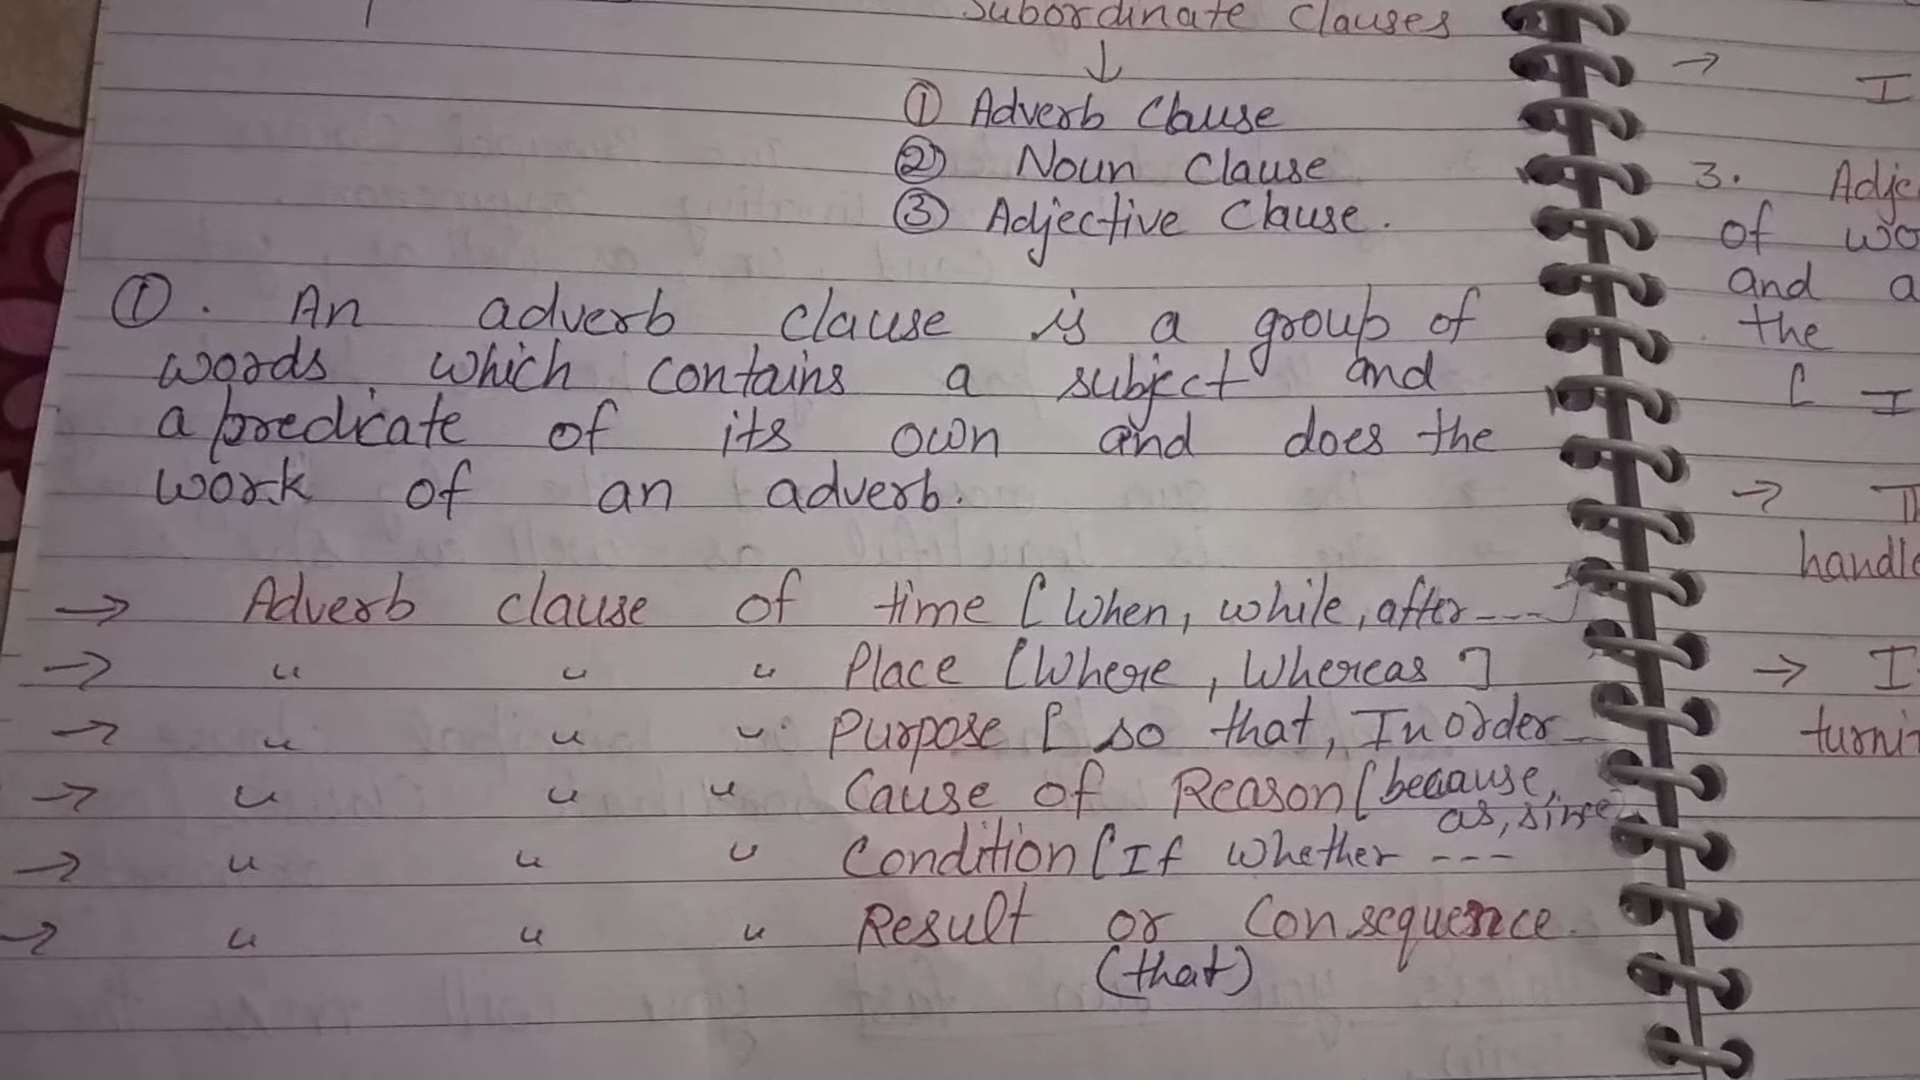 Subordinate Clauses
↓
① Adverb Clause
② Noun Clause
③ Adjective Clause.
①. An adverb clause is a group of
words which contains a subject and
a predicate of its own and does the
work of an adverb.
→ Adverb clause of time [When, while, after ----]
→ " " " Place [Where, Whereas]
→ " " " Purpose [so that, In order
→ " " " Cause of Reason [because,
as, since
→ " " " Condition [If whether ---
→ " " " Result or Consequence.
(that)
→ I
3. Adje
of wo
and a
the
[ I
→ Th
handle
→ I
turni